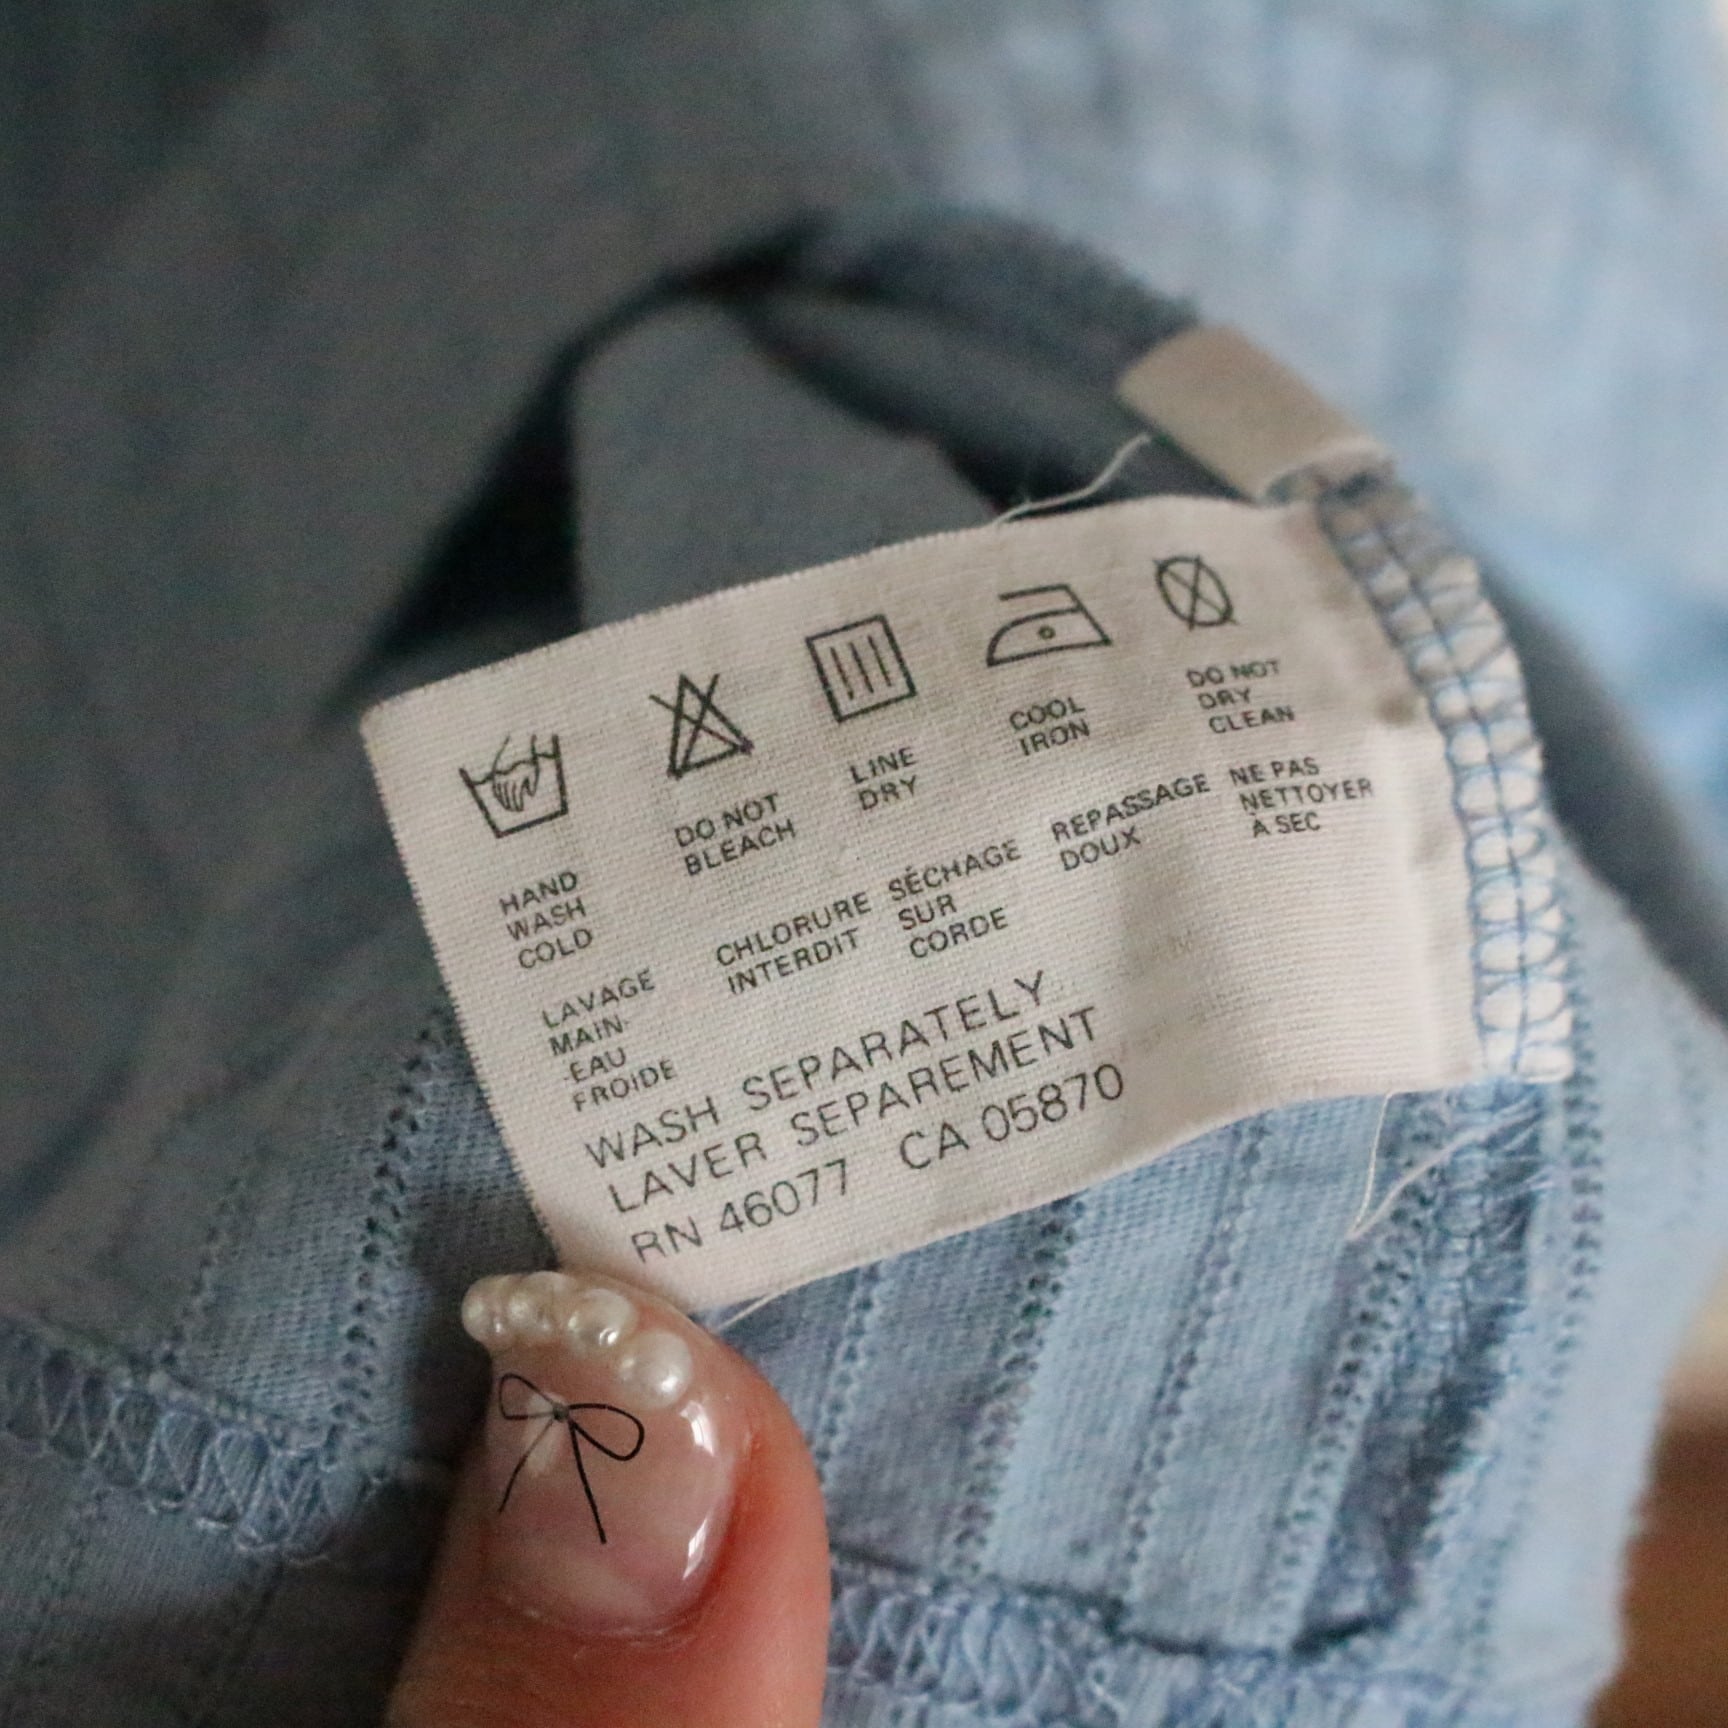 HAND
WASH
COLD
DO NOT
BLEACH
LINE
DRY
COOL
IRON
DO NOT
DRY
CLEAN
LAVAGE
MAIN-
-EAU
FROIDE
CHLORURE
INTERDIT
SÉCHAGE
SUR
CORDE
REPASSAGE
DOUX
NE PAS
NETTOYER
À SEC
WASH SEPARATELY
LAVER SEPAREMENT
RN 46077 CA 05870